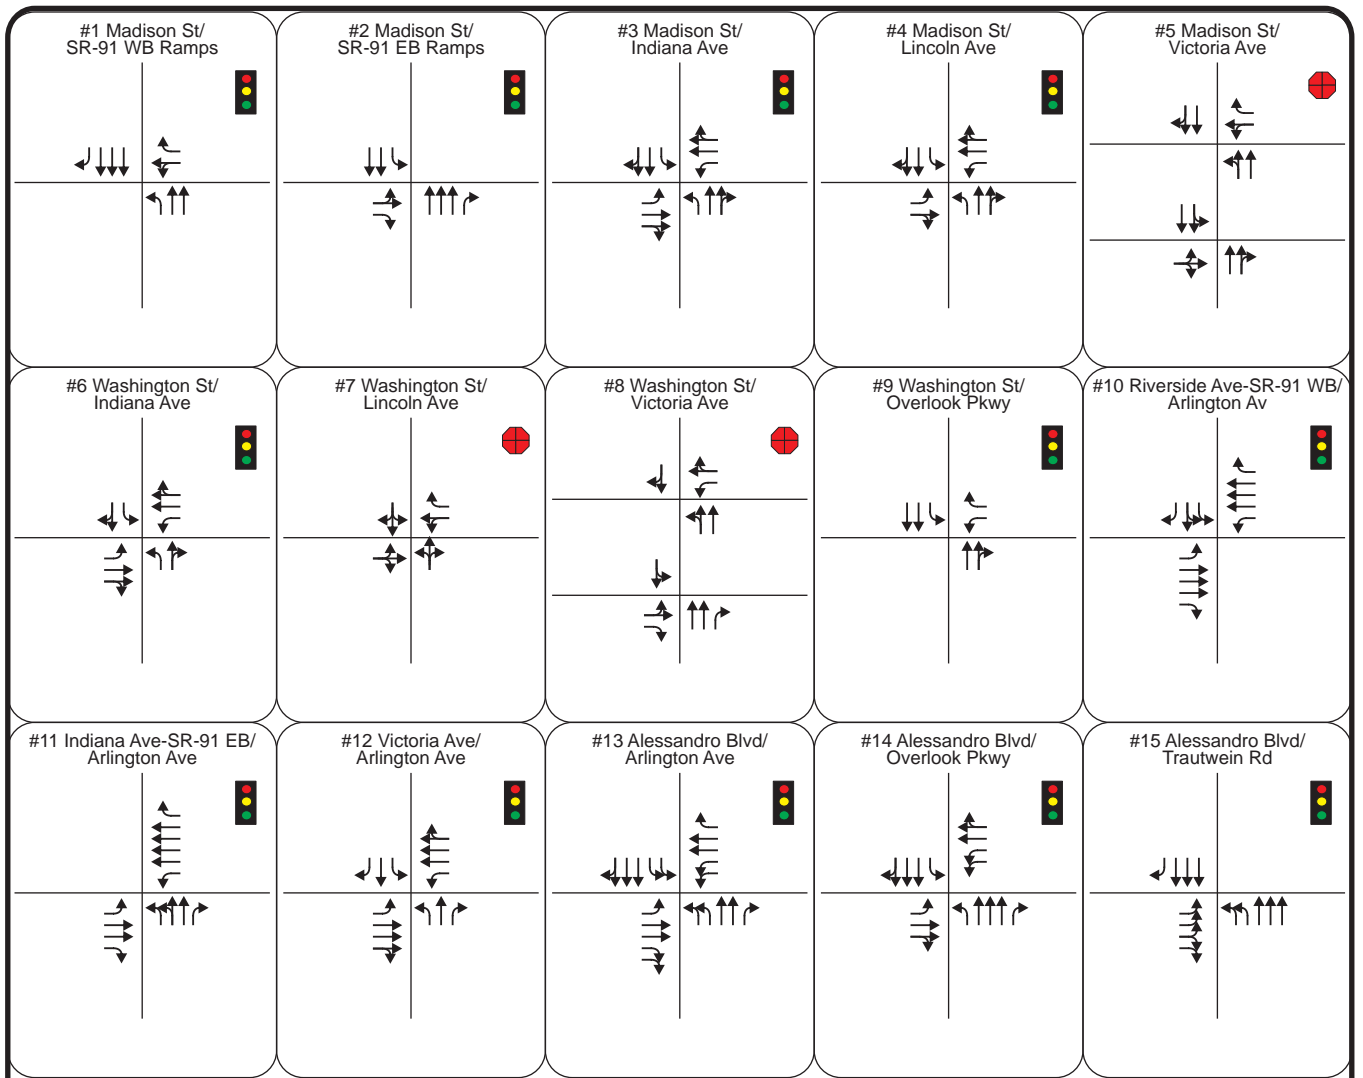 #1 Madison St/
SR-91 WB Ramps
#2 Madison St/
SR-91 EB Ramps
#3 Madison St/
Indiana Ave
#4 Madison St/
Lincoln Ave
#5 Madison St/
Victoria Ave
#6 Washington St/
Indiana Ave
#7 Washington St/
Lincoln Ave
#8 Washington St/
Victoria Ave
#9 Washington St/
Overlook Pkwy
#10 Riverside Ave-SR-91 WB/
Arlington Av
#11 Indiana Ave-SR-91 EB/
Arlington Ave
#12 Victoria Ave/
Arlington Ave
#13 Alessandro Blvd/
Arlington Ave
#14 Alessandro Blvd/
Overlook Pkwy
#15 Alessandro Blvd/
Trautwein Rd